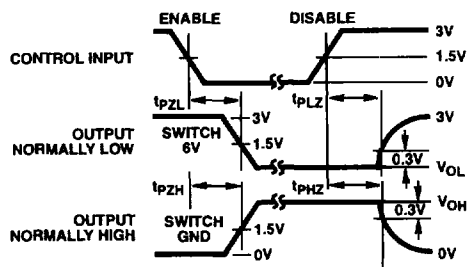 ENABLE DISABLE
3V
CONTROL INPUT 1.5V
0V
tPZL tPLZ
3V 3V
OUTPUT NORMALLY LOW
SWITCH 6V
1.5V
0.3V
VOL
tPZH tPHZ
VOH
OUTPUT NORMALLY HIGH
SWITCH GND
0.3V
1.5V
0V 0V